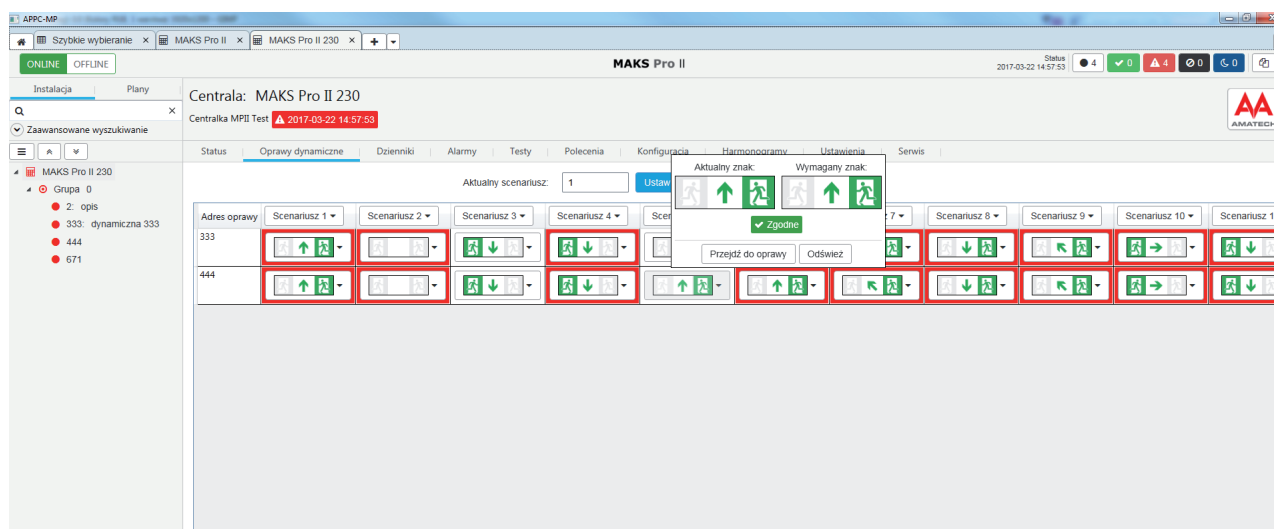 APPC-MP
Szybkie wybieranie × MAKS Pro II × MAKS Pro II 230 ×
ONLINE OFFLINE
MAKS Pro II
Status
2017-03-22 14:57:53
4 0 4 0 0
Instalacja Plany
Zaawansowane wyszukiwanie
MAKS Pro II 230
Grupa 0
2: opis
333: dynamiczna 333
444
671
Centrala: MAKS Pro II 230
Centralka MPII Test 2017-03-22 14:57:53
AMATECH
Status Oprawy dynamiczne Dzienniki Alarmy Testy Polecenia Konfiguracja Harmonogramy Ustawienia Serwis
Aktualny scenariusz: 1 Ustaw
Aktualny znak: Wymagany znak:
Zgodne
Przejdź do oprawy Odśwież
Adres oprawy Scenariusz 1 Scenariusz 2 Scenariusz 3 Scenariusz 4 Scer 7 Scenariusz 8 Scenariusz 9 Scenariusz 10 Scenariusz 1
333
444